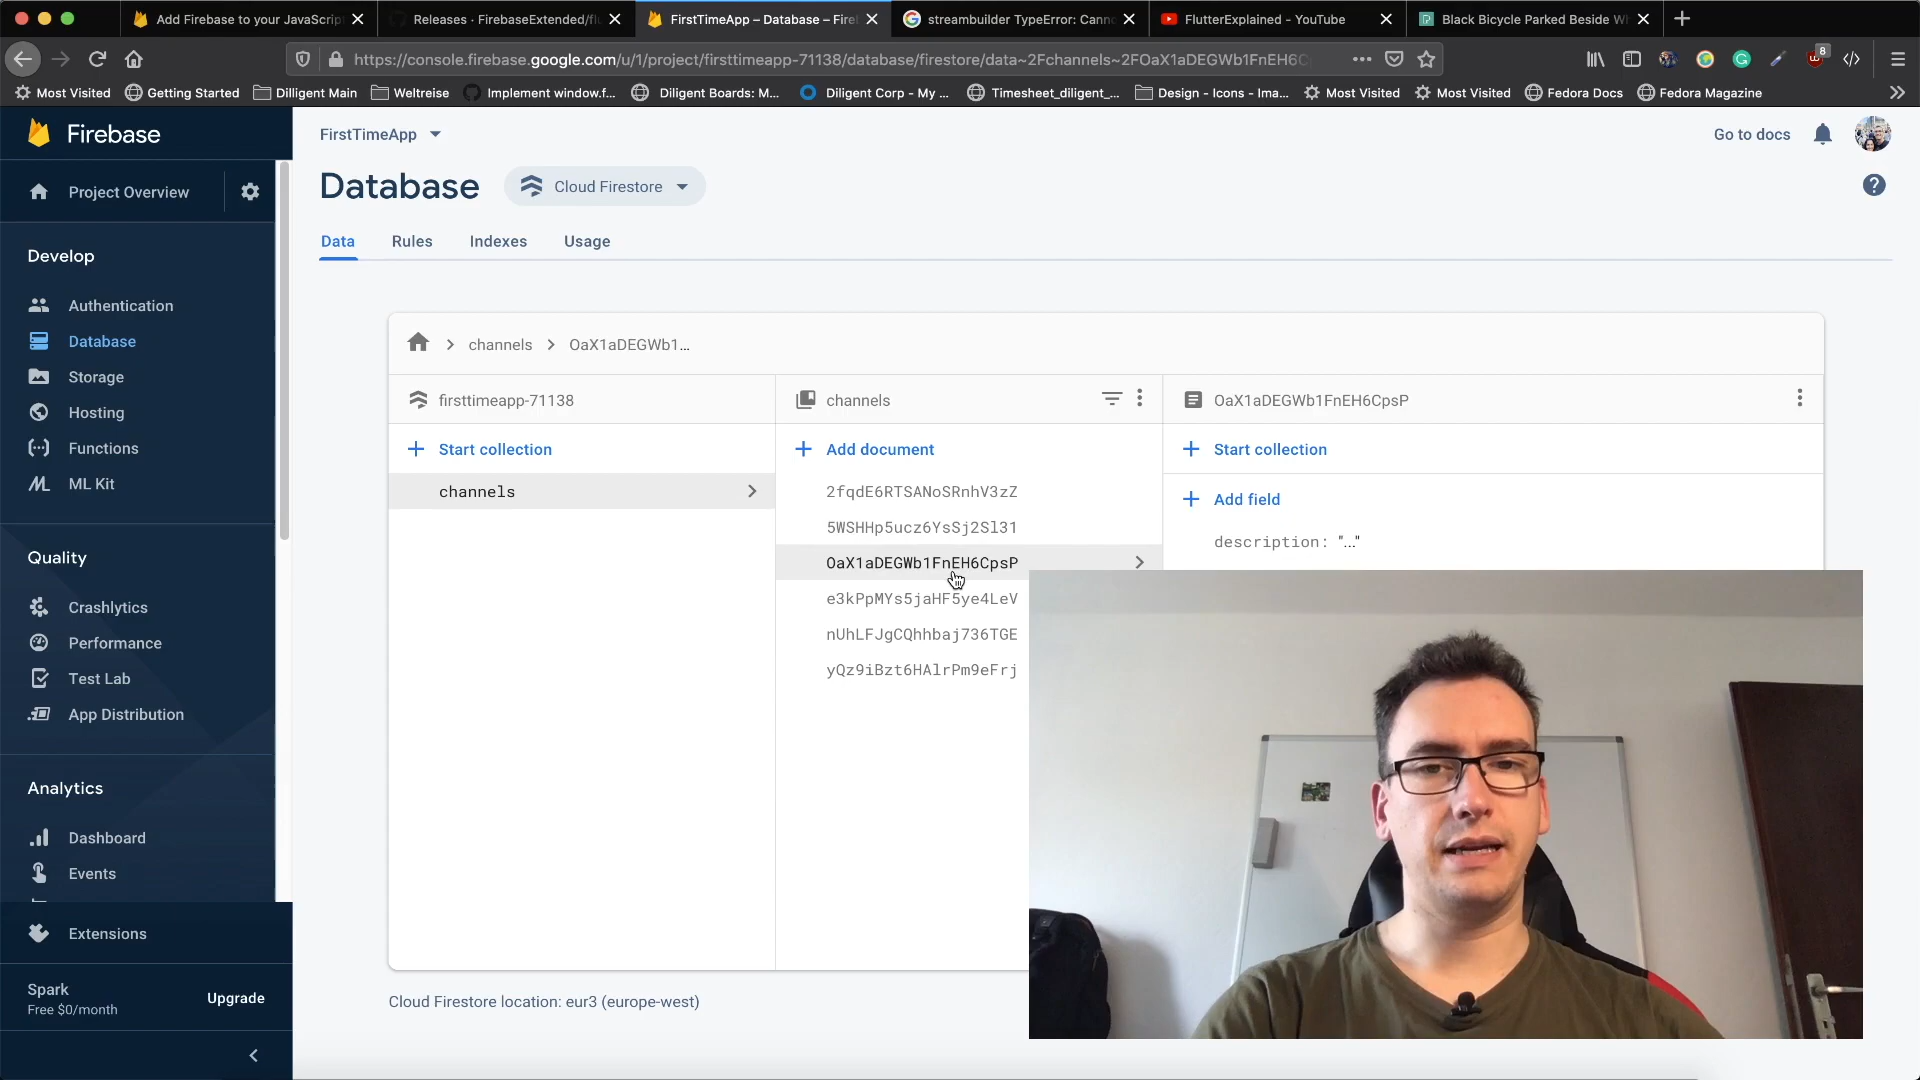 Add Firebase to your JavaScript
Releases · FirebaseExtended/flu
FirstTimeApp – Database – Fire
streambuilder TypeError: Canno
FlutterExplained - YouTube
Black Bicycle Parked Beside Wh
https://console.firebase.google.com/u/1/project/firsttimeapp-71138/database/firestore/data~2Fchannels~2FOaX1aDEGWb1FnEH6C
8
Most Visited
Getting Started
Dilligent Main
Weltreise
Implement window.f...
Diligent Boards: M...
Diligent Corp - My ...
Timesheet_diligent_...
Design - Icons - Ima...
Most Visited
Most Visited
Fedora Docs
Fedora Magazine
Firebase
FirstTimeApp
Go to docs
Project Overview
Database
Cloud Firestore
Data
Rules
Indexes
Usage
Develop
Authentication
Database
Storage
Hosting
Functions
ML Kit
Quality
Crashlytics
Performance
Test Lab
App Distribution
Analytics
Dashboard
Events
Extensions
Spark
Free $0/month
Upgrade
channels
OaX1aDEGWb1...
firsttimeapp-71138
Start collection
channels
channels
Add document
2fqdE6RTSANoSRnhV3zZ
5WSHHp5ucz6YsSj2Sl31
OaX1aDEGWb1FnEH6CpsP
e3kPpMYs5jaHF5ye4LeV
nUhLFJgCQhhbaj736TGE
yQz9iBzt6HAlrPm9eFrj
OaX1aDEGWb1FnEH6CpsP
Start collection
Add field
description: "..."
Cloud Firestore location: eur3 (europe-west)